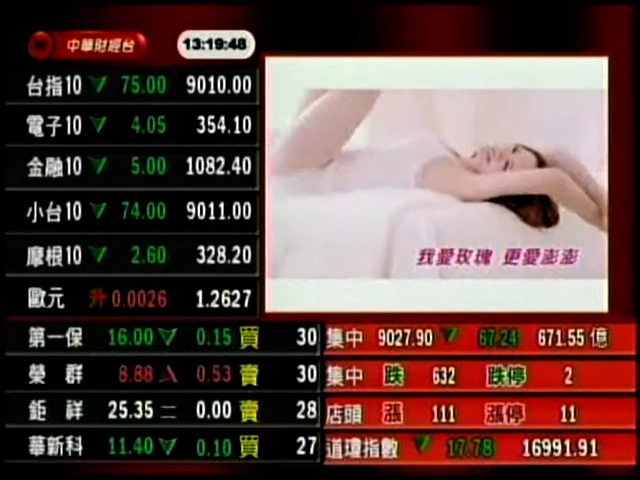 中華財經台 13:19:48
台指10 ▽ 75.00 9010.00
電子10 ▽ 4.05 354.10
金融10 ▽ 5.00 1082.40
小台10 ▽ 74.00 9011.00
摩根10 ▽ 2.60 328.20
歐元 升 0.0026 1.2627
我愛玫瑰 更愛澎澎
第一保 16.00 ▽ 0.15 買 30
榮群 8.88 △ 0.53 賣 30
鉅祥 25.35 = 0.00 賣 28
華新科 11.40 ▽ 0.10 買 27
集中 9027.90 ▼ 67.24 671.55 億
集中 跌 632 跌停 2
店頭 漲 111 漲停 11
道瓊指數 ▼ 17.78 16991.91